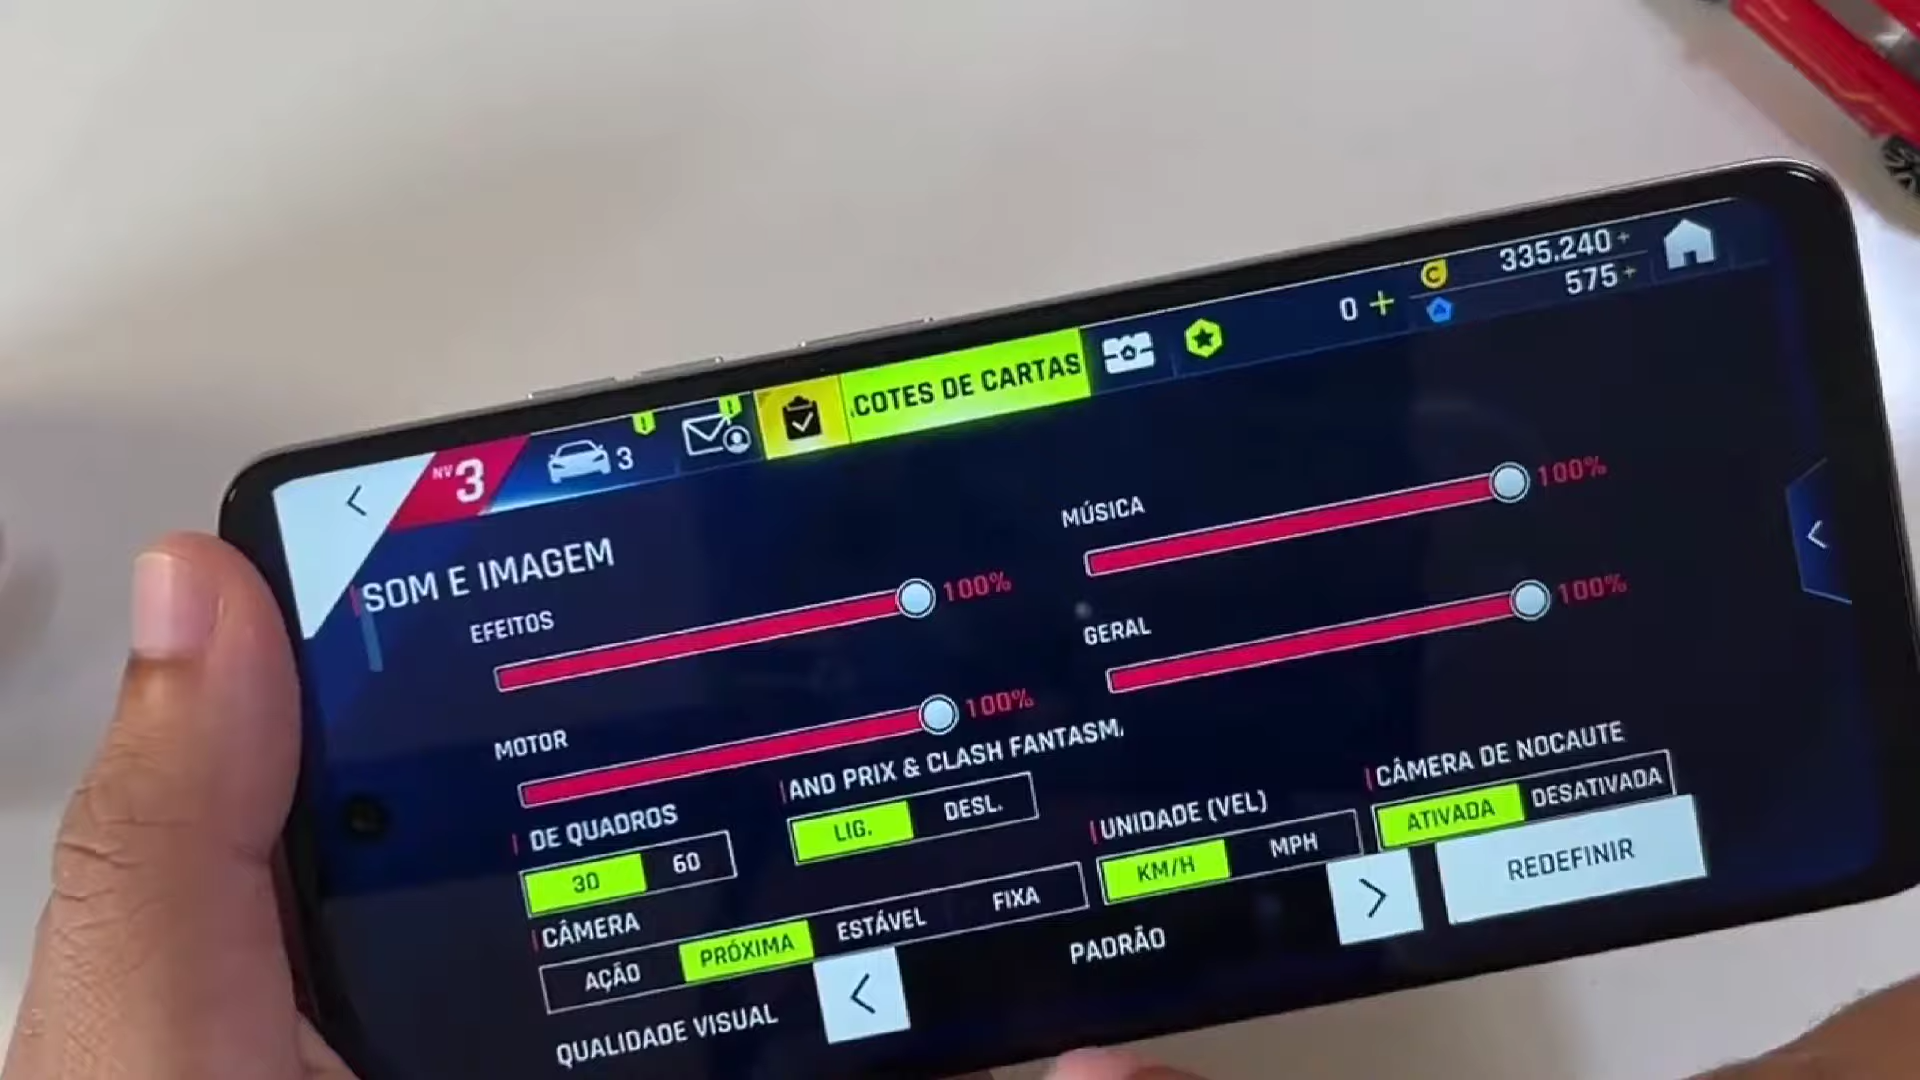 NV 3
3
.COTES DE CARTAS
0 +
335.240 +
575 +
SOM E IMAGEM
EFEITOS
100%
MÚSICA
100%
MOTOR
100%
GERAL
100%
DE QUADROS
30 60
AND PRIX & CLASH FANTASM
LIG. DESL.
UNIDADE (VEL)
KM/H MPH
CÂMERA DE NOCAUTE
ATIVADA DESATIVADA
CÂMERA
AÇÃO PRÓXIMA ESTÁVEL FIXA
QUALIDADE VISUAL
PADRÃO
REDEFINIR